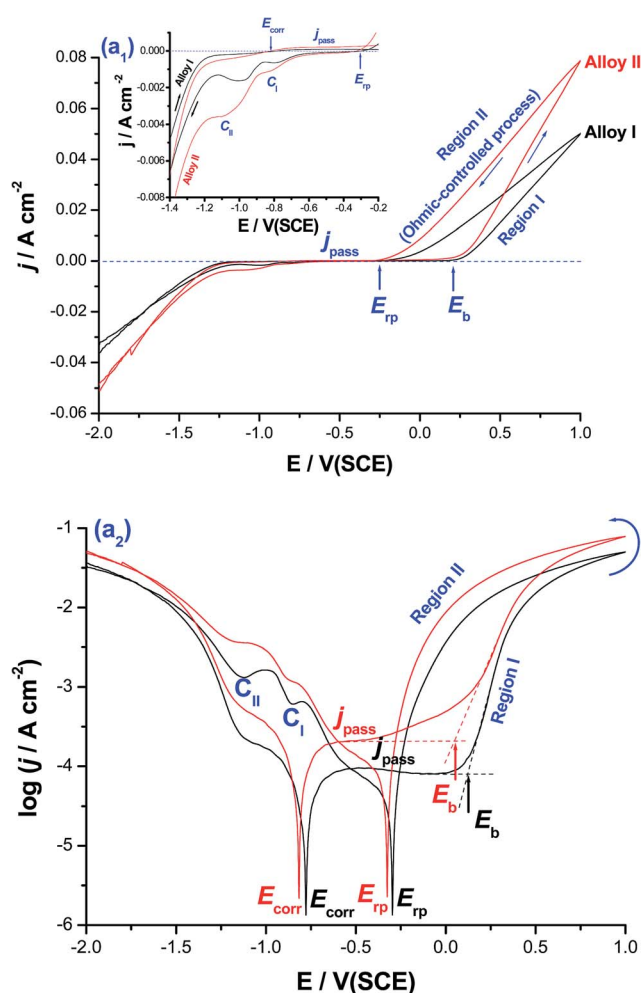 (a1)
0.08
0.06
0.04
0.02
0.00
-0.02
-0.04
-0.06
j / A cm-2
-2.0 -1.5 -1.0 -0.5 0.0 0.5 1.0
E / V(SCE)
Ecorr
jpass
0.000
-0.002
-0.004
-0.006
-0.008
j / A cm-2
Alloy I
CI
Erp
CII
Alloy II
-1.4 -1.2 -1.0 -0.8 -0.6 -0.4 -0.2
E / V(SCE)
Alloy II
Alloy I
Region II
(Ohmic-controlled process)
Region I
jpass
Erp
Eb
(a2)
-1
-2
-3
-4
-5
-6
log (j / A cm-2)
Region II
Region I
CII
CI
jpass
jpass
Eb
Eb
Ecorr
Ecorr
Erp
Erp
-2.0 -1.5 -1.0 -0.5 0.0 0.5 1.0
E / V(SCE)